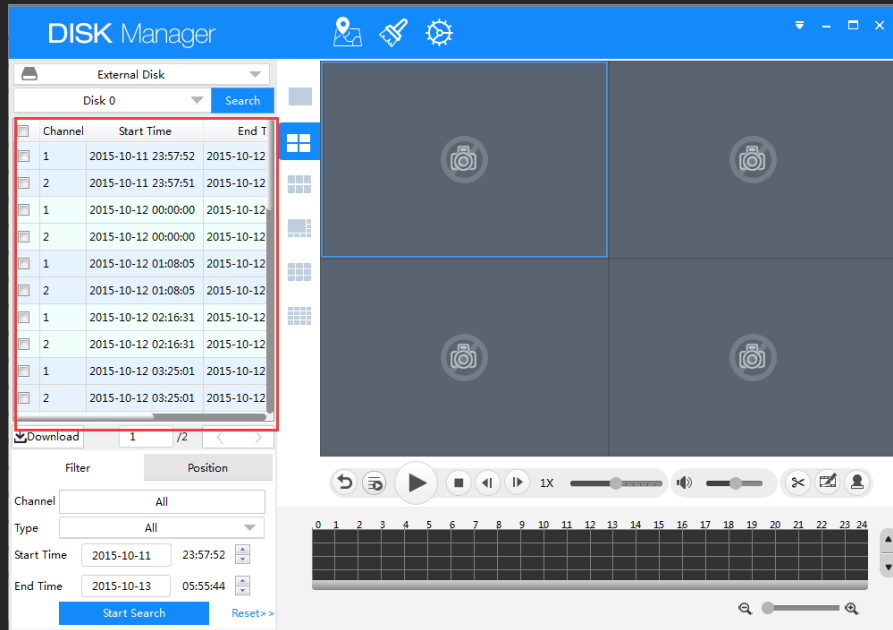 DISK Manager
External Disk
Disk 0 Search
Channel Start Time End T
1 2015-10-11 23:57:52 2015-10-12
2 2015-10-11 23:57:51 2015-10-12
1 2015-10-12 00:00:00 2015-10-12
2 2015-10-12 00:00:00 2015-10-12
1 2015-10-12 01:08:05 2015-10-12
2 2015-10-12 01:08:05 2015-10-12
1 2015-10-12 02:16:31 2015-10-12
2 2015-10-12 02:16:31 2015-10-12
1 2015-10-12 03:25:01 2015-10-12
2 2015-10-12 03:25:01 2015-10-12
Download 1 /2
Filter Position
Channel All
Type All
Start Time 2015-10-11 23:57:52
End Time 2015-10-13 05:55:44
Start Search Reset>>
1X
0 1 2 3 4 5 6 7 8 9 10 11 12 13 14 15 16 17 18 19 20 21 22 23 24